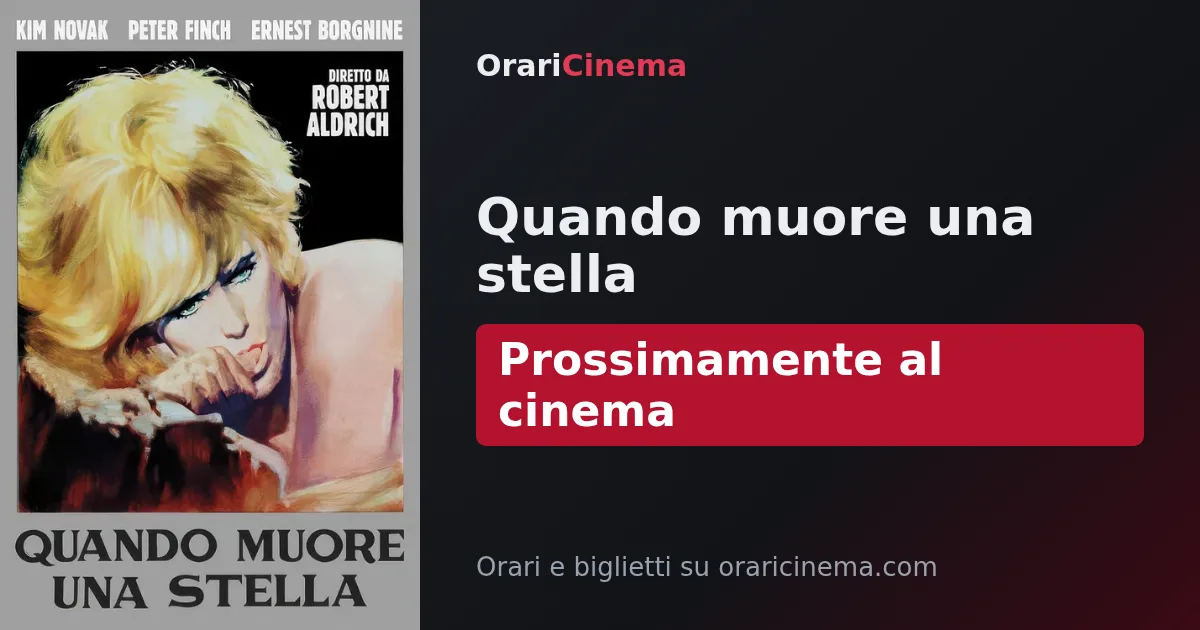 KIM NOVAK PETER FINCH ERNEST BORGNINE
DIRETTO DA
ROBERT
ALDRICH
QUANDO MUORE
UNA STELLA
OrariCinema
Quando muore una
stella
Prossimamente al
cinema
Orari e biglietti su oraricinema.com